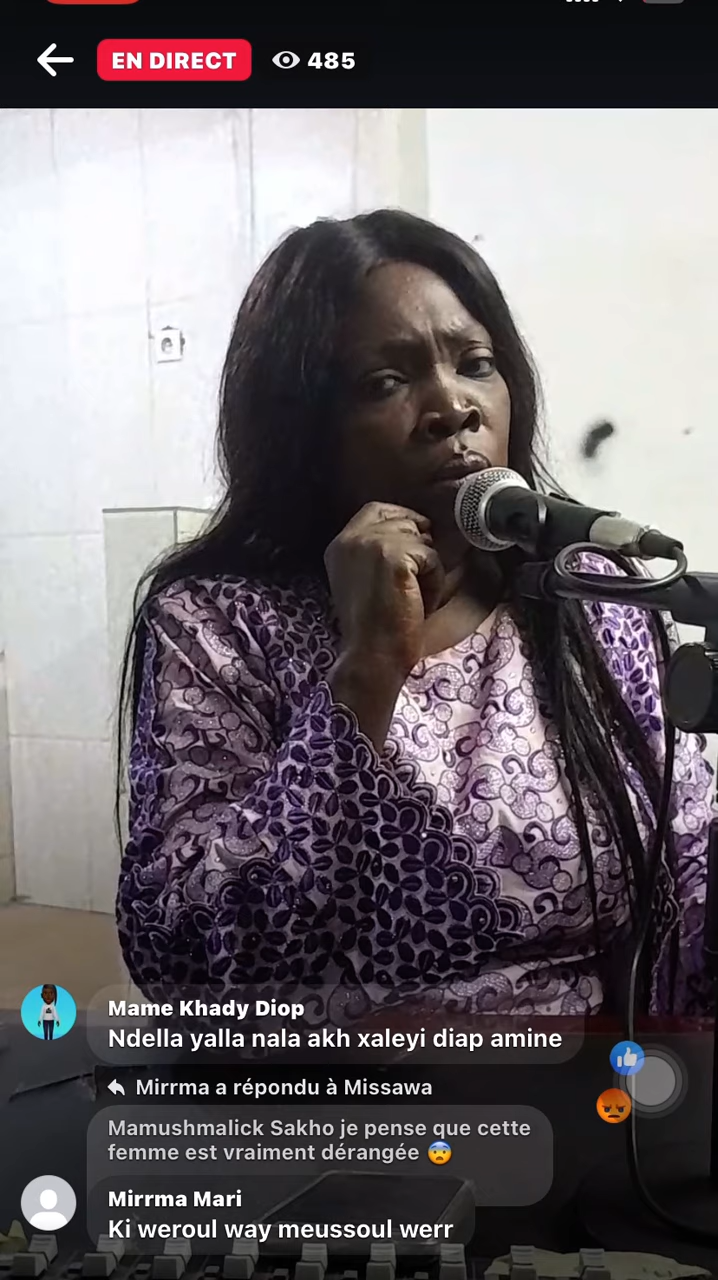 EN DIRECT 485
Mame Khady Diop
Ndella yalla nala akh xaleyi diap amine
Mirrma a répondu à Missawa
Mamushmalick Sakho je pense que cette
femme est vraiment dérangée 😨
Mirrma Mari
Ki weroul way meussoul werr